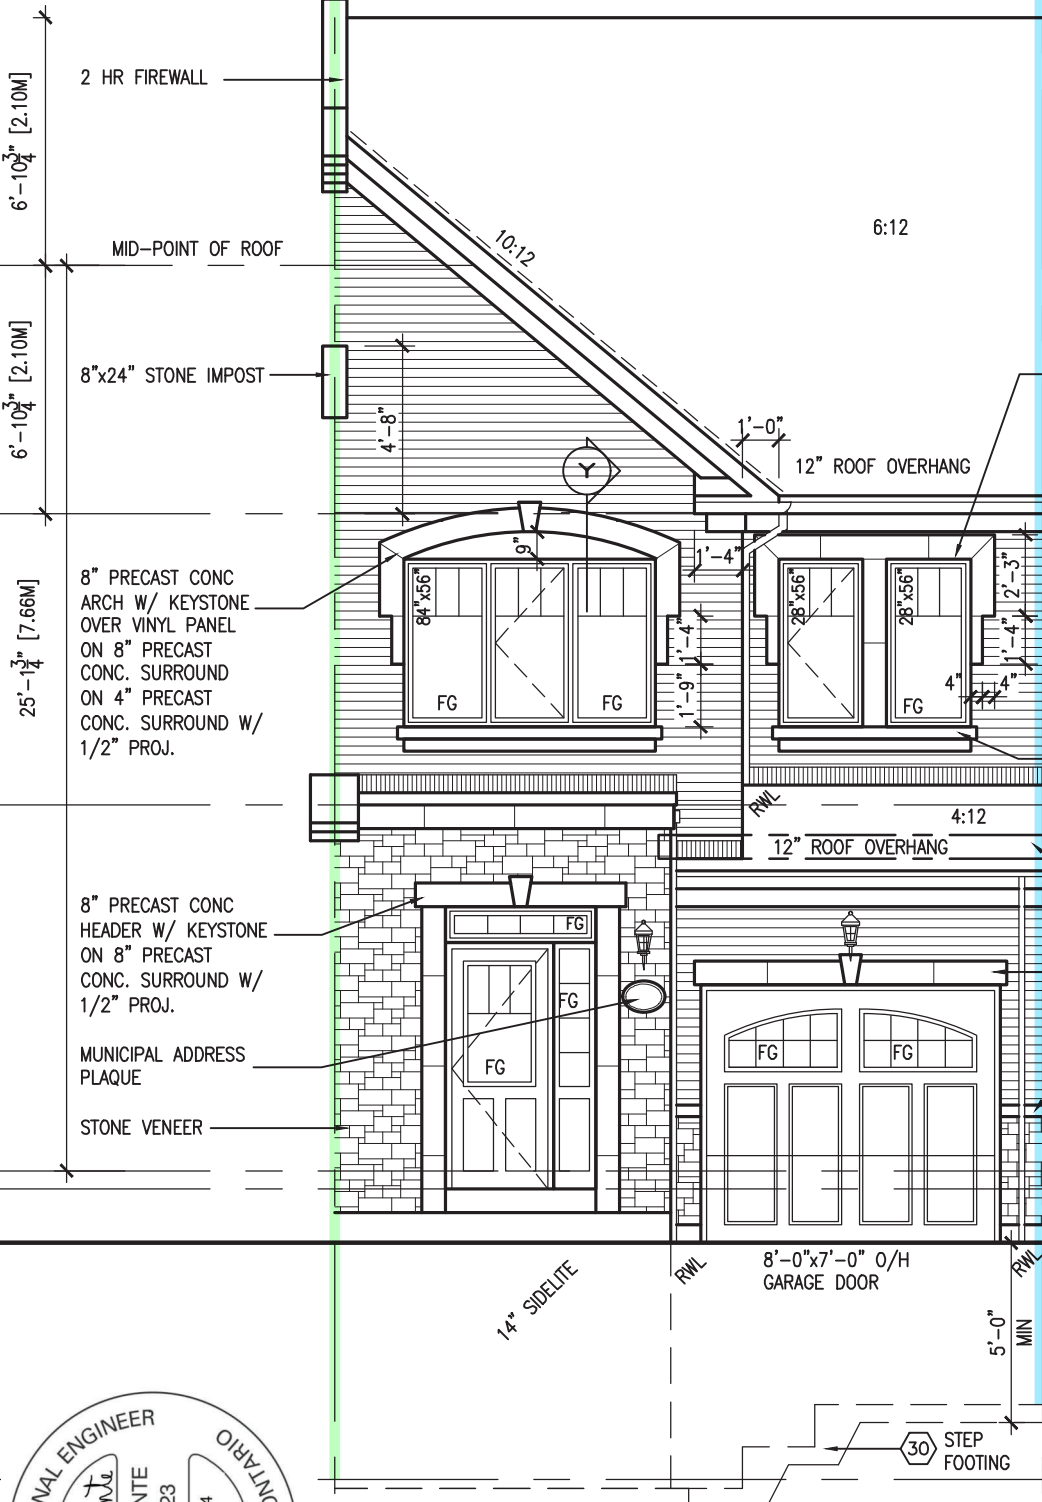 6'-10¾" [2.10M]
2 HR FIREWALL
MID-POINT OF ROOF
10:12
6:12
6'-10¾" [2.10M]
8"x24" STONE IMPOST
4'-8"
Y
1'-0"
12" ROOF OVERHANG
25'-1¾" [7.66M]
8" PRECAST CONC
ARCH W/ KEYSTONE
OVER VINYL PANEL
ON 8" PRECAST
CONC. SURROUND
ON 4" PRECAST
CONC. SURROUND W/
1/2" PROJ.
9"
84"x56"
FG
FG
1'-4"
1'-4"
1'-9"
28"x56"
28"x56"
FG
2'-3"
1'-4"
4"
4"
RWL
4:12
12" ROOF OVERHANG
8" PRECAST CONC
HEADER W/ KEYSTONE
ON 8" PRECAST
CONC. SURROUND W/
1/2" PROJ.
FG
FG
FG
MUNICIPAL ADDRESS
PLAQUE
STONE VENEER
FG
FG
14" SIDELITE
RWL
8'-0"x7'-0" O/H
GARAGE DOOR
RWL
5'-0"
MIN
30
STEP
FOOTING
NAL ENGINEER
ONTARIO